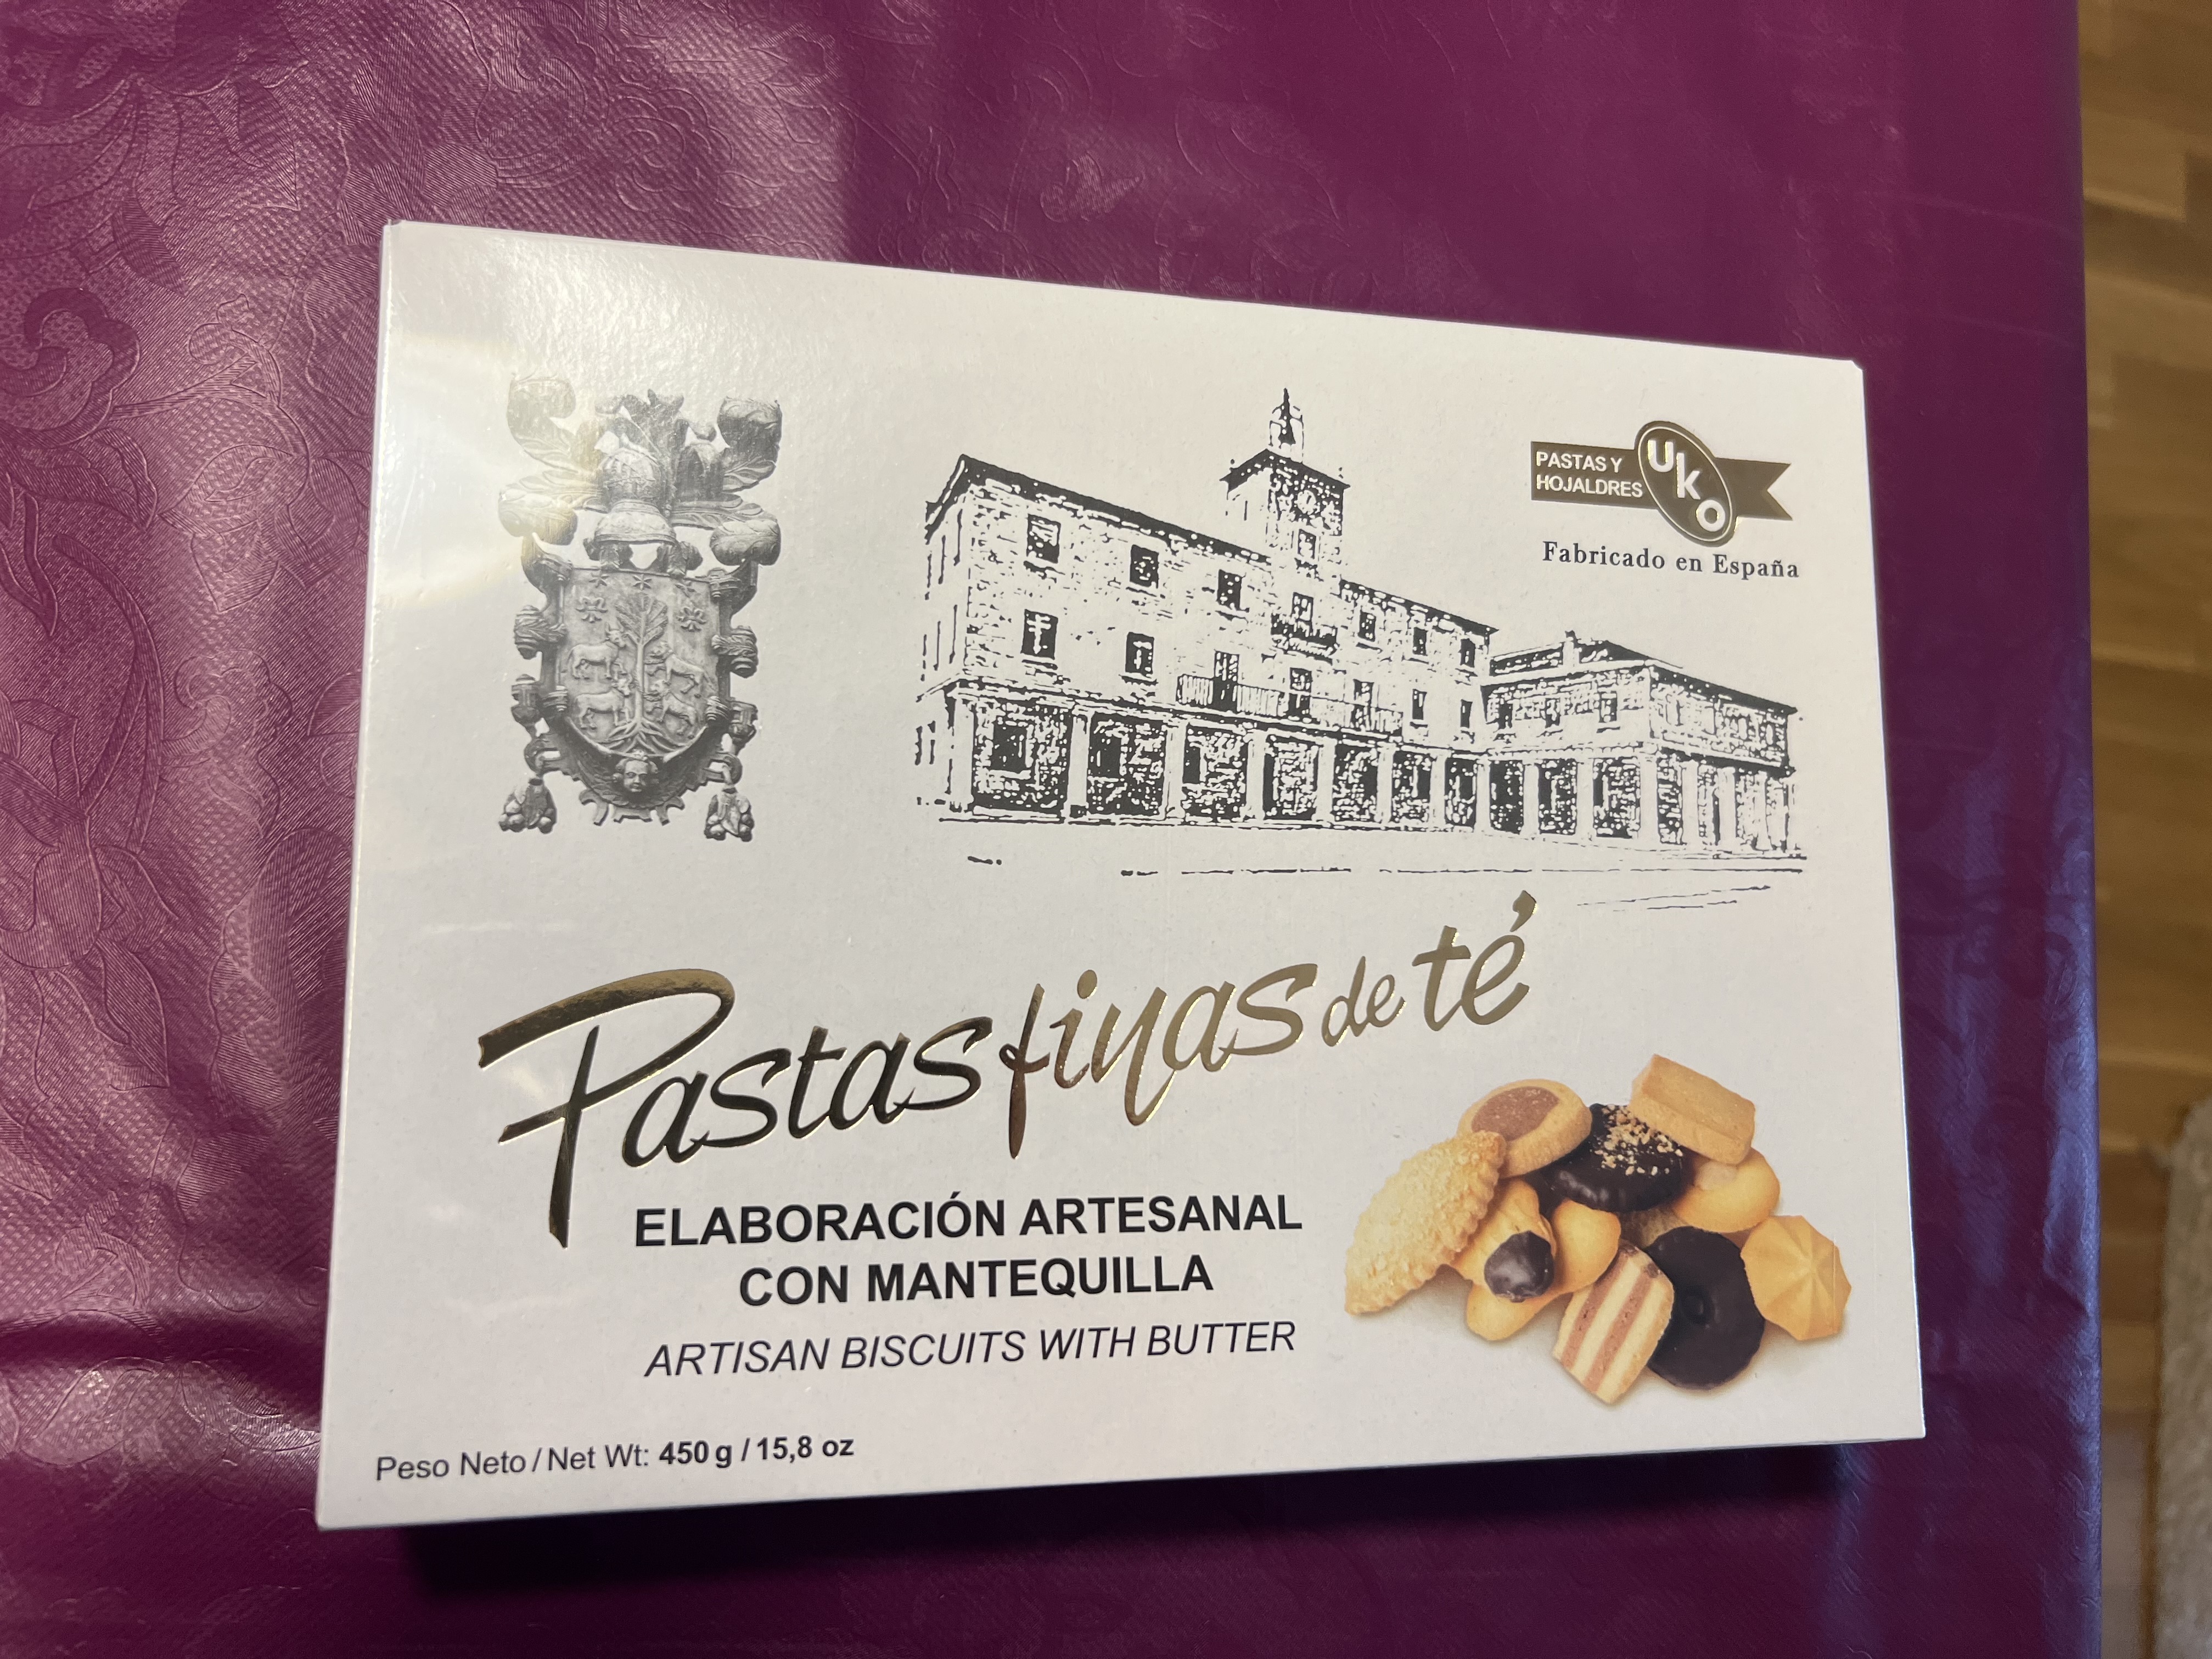 PASTAS Y
HOJALDRES
uko
Fabricado en España
Pastas finas de té
ELABORACIÓN ARTESANAL
CON MANTEQUILLA
ARTISAN BISCUITS WITH BUTTER
Peso Neto / Net Wt: 450 g / 15,8 oz